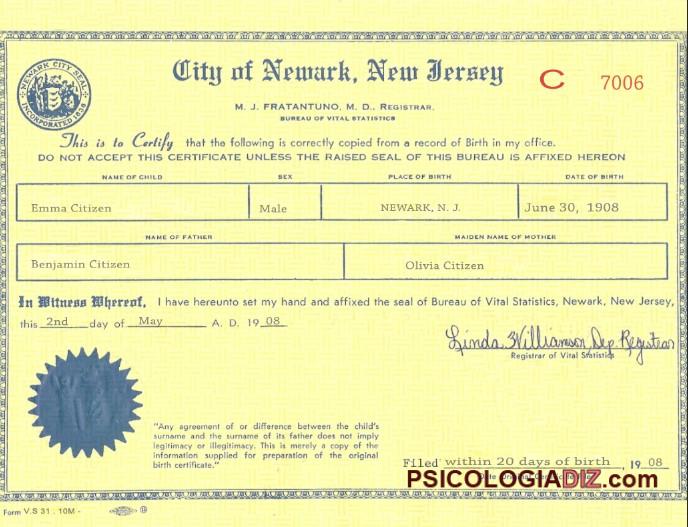 NEWARK CITY SEAL
INCORPORATED 1836
City of Newark, New Jersey
C 7006
M. J. FRATANTUNO, M. D., REGISTRAR.
BUREAU OF VITAL STATISTICS
This is to Certify that the following is correctly copied from a record of Birth in my office.
DO NOT ACCEPT THIS CERTIFICATE UNLESS THE RAISED SEAL OF THIS BUREAU IS AFFIXED HEREON
NAME OF CHILD SEX PLACE OF BIRTH DATE OF BIRTH
Emma Citizen Male NEWARK, N. J. June 30, 1908
NAME OF FATHER MAIDEN NAME OF MOTHER
Benjamin Citizen Olivia Citizen
In Witness Whereof, I have hereunto set my hand and affixed the seal of Bureau of Vital Statistics, Newark, New Jersey,
this 2nd day of May A. D. 19 08
Linda Williamson, Dep. Registrar
Registrar of Vital Statistics
"Any agreement of or difference between the child's
surname and the surname of its father does not imply
legitimacy or illegitimacy. This is merely a copy of the
information supplied for preparation of the original
birth certificate."
Filed within 20 days of birth, 19 08
PSICOLOGIADIZ.com
Form V.S 31 . 10M -